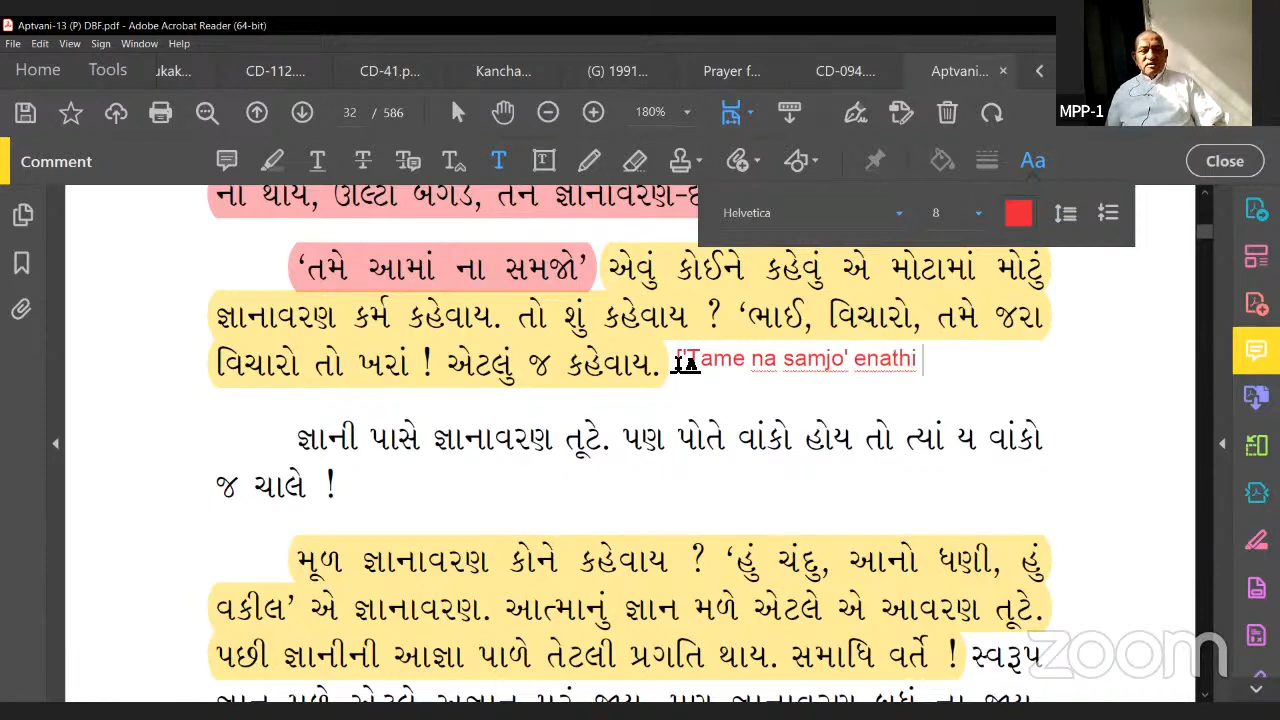 Aptvani-13 (P) DBF.pdf - Adobe Acrobat Reader (64-bit)
File Edit View Sign Window Help
Home Tools ukak... CD-112.... CD-41.p... Kancha... (G) 1991... Prayer f... CD-094.... Aptvani... ×
32 / 586 180%
MPP-1
Comment Close
Helvetica 8
ના થાય, ઊલ્ટો બગડે, તેને જ્ઞાનાવરણ-
‘તમે આમાં ના સમજો’ એવું કોઈને કહેવું એ મોટામાં મોટું
જ્ઞાનાવરણ કર્મ કહેવાય. તો શું કહેવાય ? ‘ભાઈ, વિચારો, તમે જરા
વિચારો તો ખરાં ! એટલું જ કહેવાય. ['Tame na samjo' enathi
જ્ઞાની પાસે જ્ઞાનાવરણ તૂટે. પણ પોતે વાંકો હોય તો ત્યાં ય વાંકો
જ ચાલે !
મૂળ જ્ઞાનાવરણ કોને કહેવાય ? ‘હું ચંદુ, આનો ધણી, હું
વકીલ’ એ જ્ઞાનાવરણ. આત્માનું જ્ઞાન મળે એટલે એ આવરણ તૂટે.
પછી જ્ઞાનીની આજ્ઞા પાળે તેટલી પ્રગતિ થાય. સમાધિ વર્તે ! સ્વરૂપ
zoom